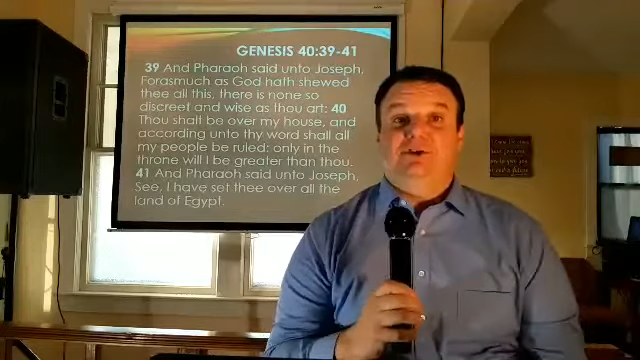 GENESIS 40:39-41
39 And Pharaoh said unto Joseph,
Forasmuch as God hath shewed
thee all this, there is none so
discreet and wise as thou art: 40
Thou shalt be over my house, and
according unto thy word shall all
my people be ruled: only in the
throne will I be greater than thou.
41 And Pharaoh said unto Joseph,
See, I have set thee over all the
land of Egypt.